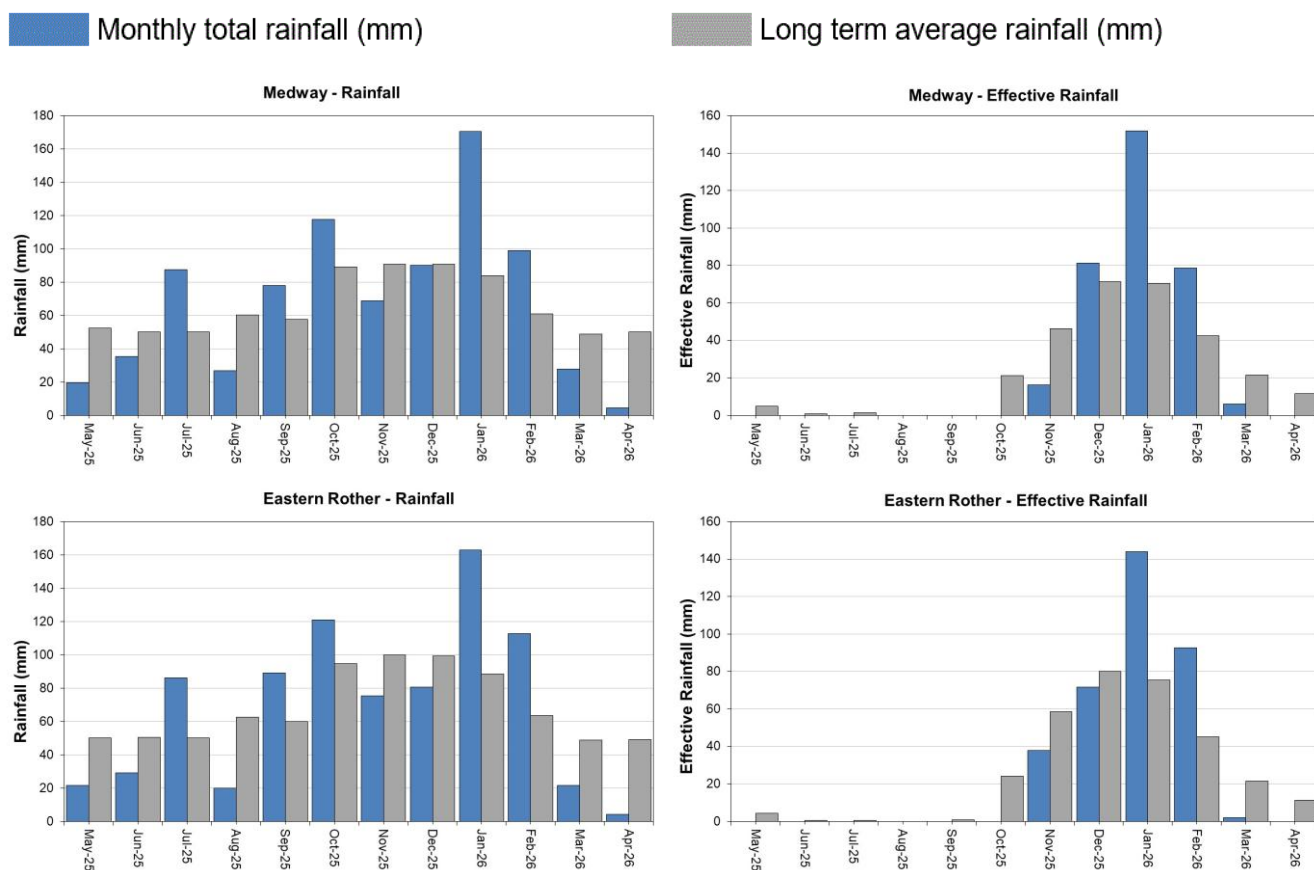 Monthly total rainfall (mm)
Long term average rainfall (mm)
Medway - Rainfall
Rainfall (mm)
180
160
140
120
100
80
60
40
20
0
May-25
Jun-25
Jul-25
Aug-25
Sep-25
Oct-25
Nov-25
Dec-25
Jan-26
Feb-26
Mar-26
Apr-26
Medway - Effective Rainfall
Effective Rainfall (mm)
160
140
120
100
80
60
40
20
0
May-25
Jun-25
Jul-25
Aug-25
Sep-25
Oct-25
Nov-25
Dec-25
Jan-26
Feb-26
Mar-26
Apr-26
Eastern Rother - Rainfall
Rainfall (mm)
180
160
140
120
100
80
60
40
20
0
May-25
Jun-25
Jul-25
Aug-25
Sep-25
Oct-25
Nov-25
Dec-25
Jan-26
Feb-26
Mar-26
Apr-26
Eastern Rother - Effective Rainfall
Effective Rainfall (mm)
160
140
120
100
80
60
40
20
0
May-25
Jun-25
Jul-25
Aug-25
Sep-25
Oct-25
Nov-25
Dec-25
Jan-26
Feb-26
Mar-26
Apr-26